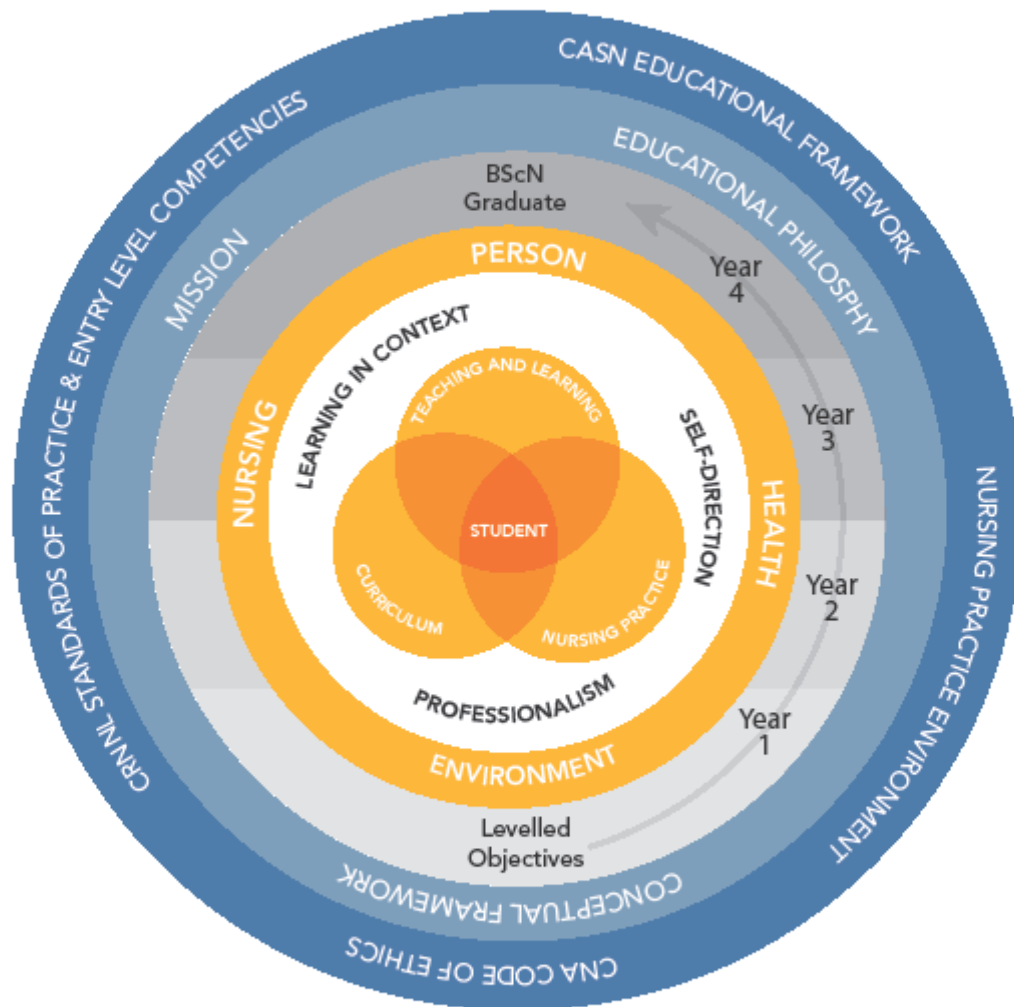 CASN EDUCATIONAL FRAMEWORK
NURSING PRACTICE ENVIRONMENT
CNA CODE OF ETHICS
CRNNL STANDARDS OF PRACTICE & ENTRY LEVEL COMPETENCIES
MISSION
EDUCATIONAL PHILOSPHY
CONCEPTUAL FRAMEWORK
BScN
Graduate
Year
4
Year
3
Year
2
Year
1
Levelled
Objectives
PERSON
HEALTH
ENVIRONMENT
NURSING
LEARNING IN CONTEXT
SELF-DIRECTION
PROFESSIONALISM
TEACHING AND LEARNING
STUDENT
CURRICULUM
NURSING PRACTICE